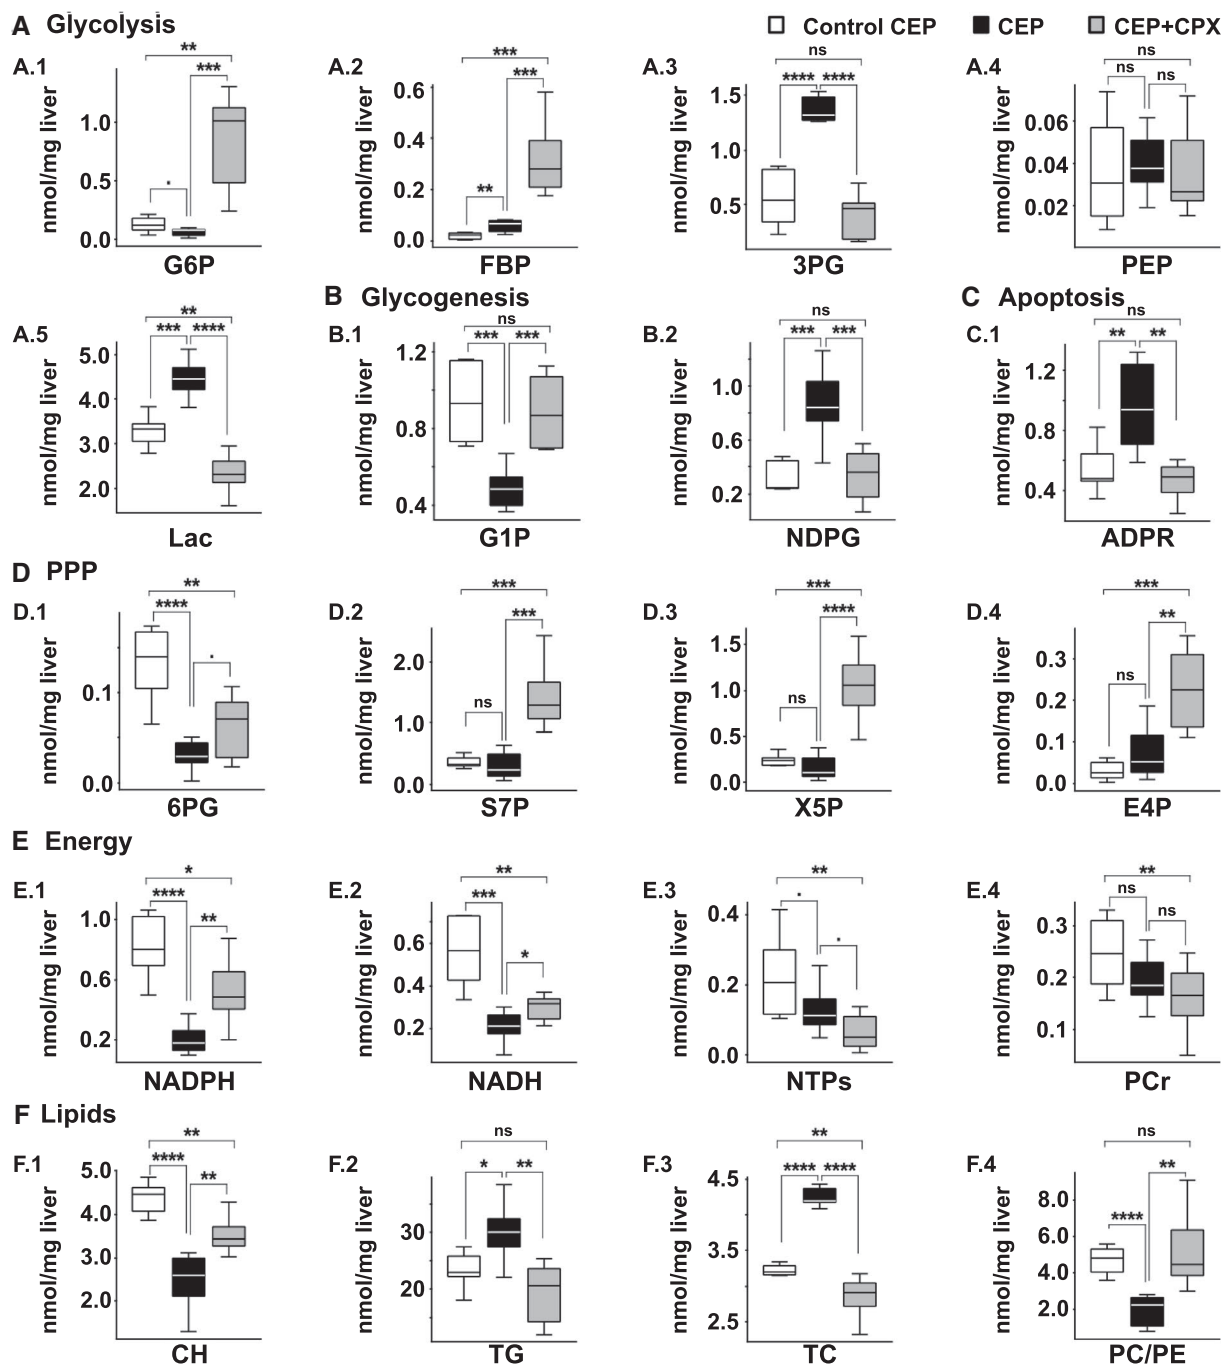 A Glycolysis
Control CEP CEP CEP+CPX
A.1 ** *** · nmol/mg liver 1.0 0.5 0.0 G6P
A.2 *** *** ** nmol/mg liver 0.6 0.4 0.2 0.0 FBP
A.3 ns **** **** nmol/mg liver 1.5 1.0 0.5 3PG
A.4 ns ns ns nmol/mg liver 0.06 0.04 0.02 PEP
A.5 ** *** **** nmol/mg liver 5.0 4.0 3.0 2.0 Lac
B Glycogenesis
B.1 ns *** *** nmol/mg liver 1.2 0.8 0.4 G1P
B.2 ns *** *** nmol/mg liver 1.0 0.6 0.2 NDPG
C Apoptosis
C.1 ns ** ** nmol/mg liver 1.2 0.8 0.4 ADPR
D PPP
D.1 ** **** · nmol/mg liver 0.1 0.0 6PG
D.2 *** *** ns nmol/mg liver 2.0 1.0 0.0 S7P
D.3 *** **** ns nmol/mg liver 1.5 1.0 0.5 0.0 X5P
D.4 *** ** ns nmol/mg liver 0.3 0.2 0.1 0.0 E4P
E Energy
E.1 * **** ** nmol/mg liver 1.0 0.6 0.2 NADPH
E.2 ** *** * nmol/mg liver 0.6 0.4 0.2 NADH
E.3 ** · · nmol/mg liver 0.4 0.2 0.0 NTPs
E.4 ** ns ns nmol/mg liver 0.3 0.2 0.1 PCr
F Lipids
F.1 ** **** ** nmol/mg liver 5.0 4.0 3.0 2.0 CH
F.2 ns * ** nmol/mg liver 30 20 TG
F.3 ** **** **** nmol/mg liver 4.5 3.5 2.5 TC
F.4 ns ** **** nmol/mg liver 8.0 6.0 4.0 2.0 PC/PE